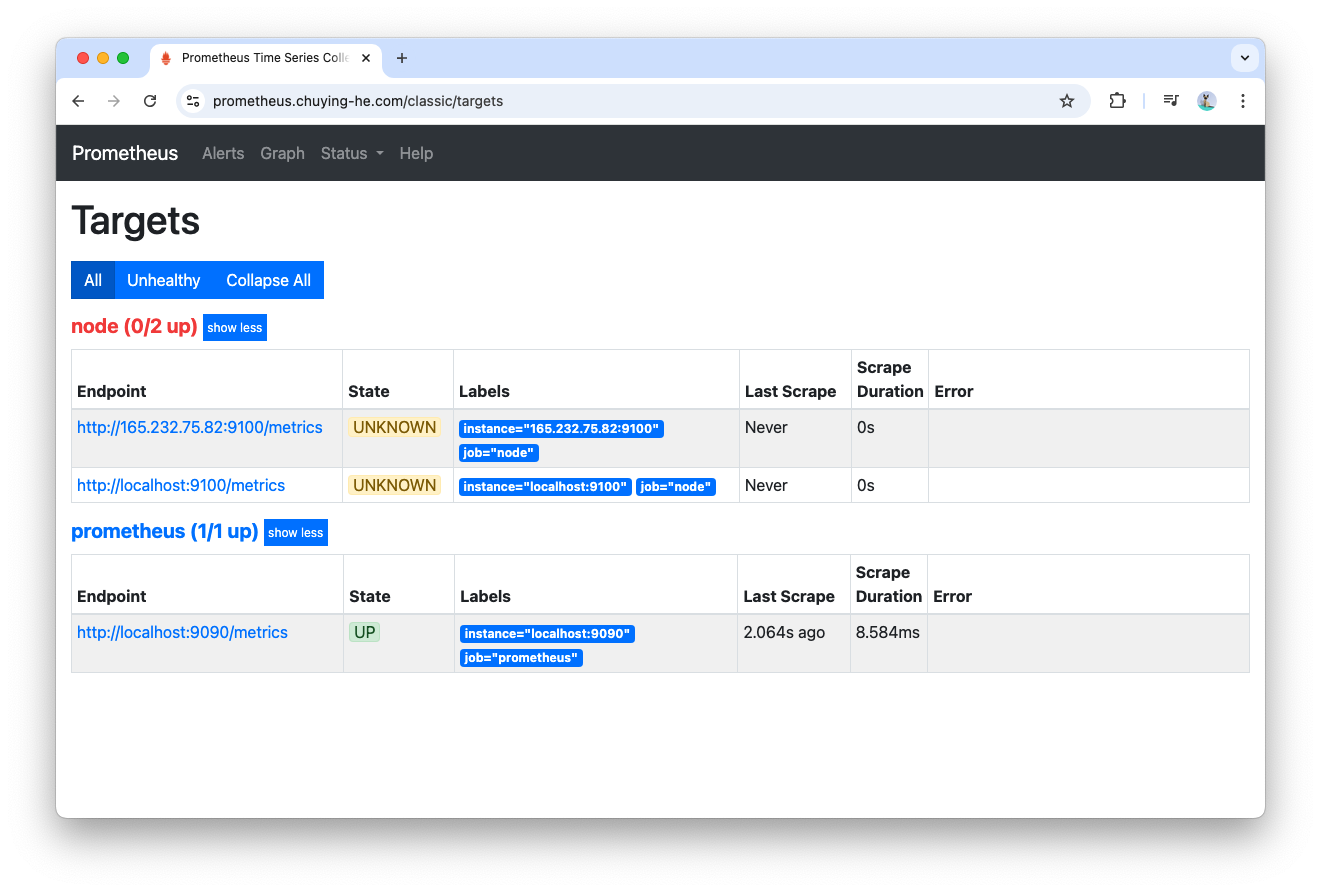 Prometheus Time Series Colle
prometheus.chuying-he.com/classic/targets
Prometheus Alerts Graph Status Help
Targets
All Unhealthy Collapse All
node (0/2 up) show less
Endpoint State Labels Last Scrape Scrape Duration Error
http://165.232.75.82:9100/metrics UNKNOWN instance="165.232.75.82:9100" Never 0s
job="node"
http://localhost:9100/metrics UNKNOWN instance="localhost:9100" job="node" Never 0s
prometheus (1/1 up) show less
Endpoint State Labels Last Scrape Scrape Duration Error
http://localhost:9090/metrics UP instance="localhost:9090" 2.064s ago 8.584ms
job="prometheus"